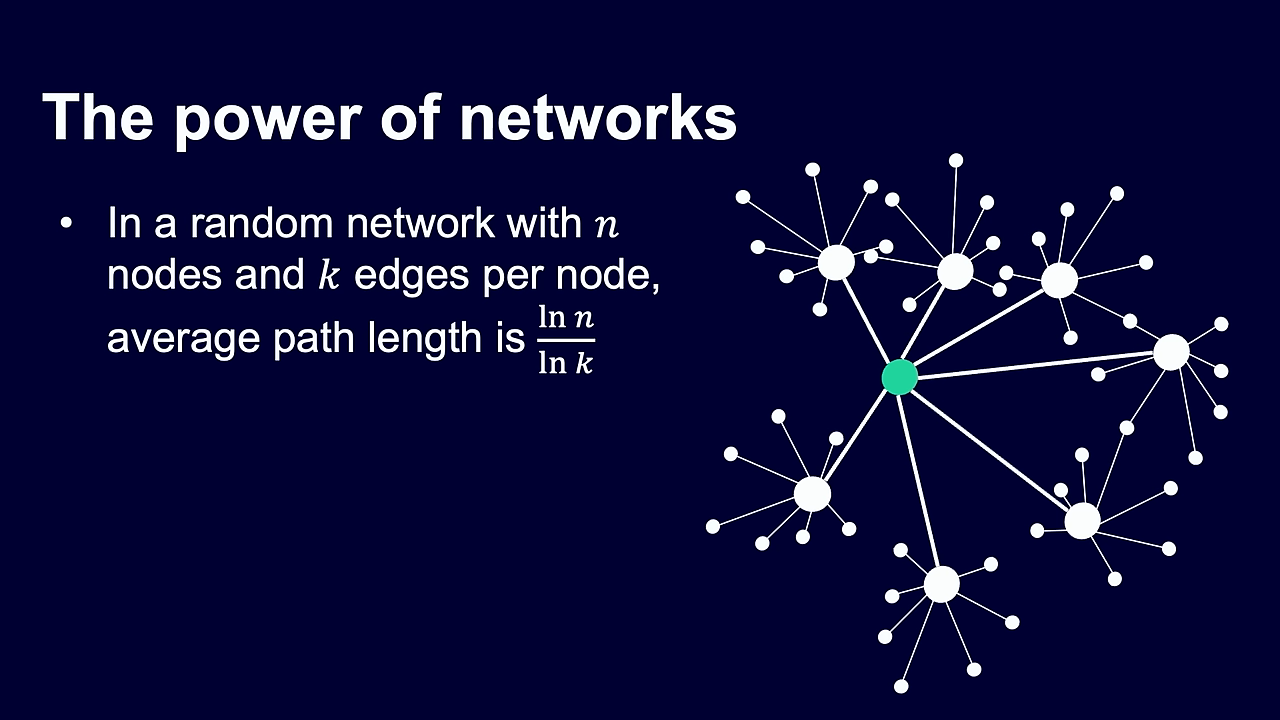 The power of networks
• In a random network with n
nodes and k edges per node,
average path length is ln n / ln k